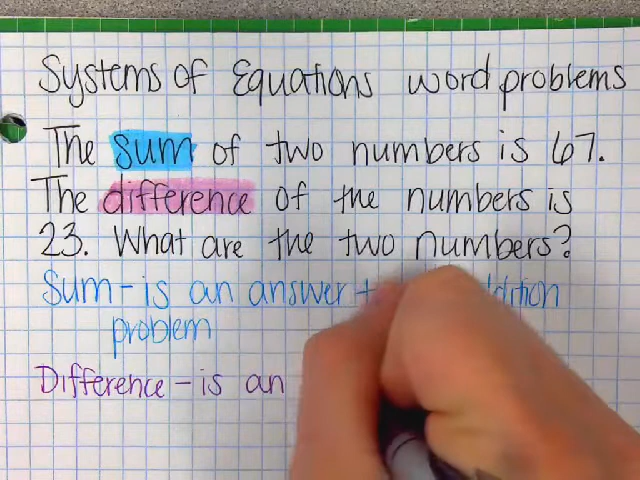 Systems of Equations word problems
The sum of two numbers is 67.
The difference of the numbers is
23. What are the two numbers?
Sum - is an answer
problem
Difference - is an